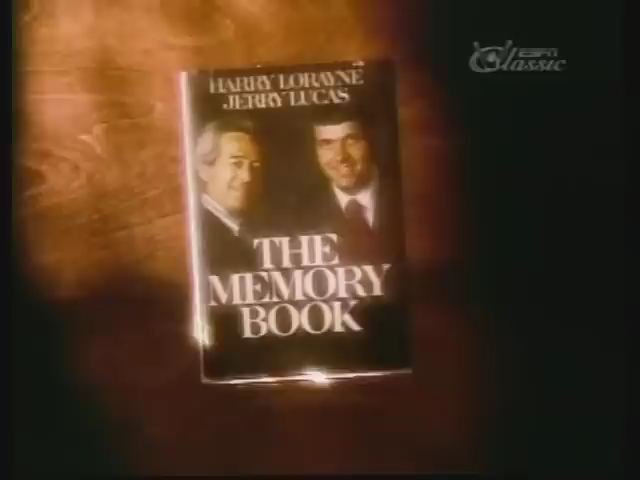 ESPN
Classic
HARRY LORAYNE
JERRY LUCAS
THE
MEMORY
BOOK